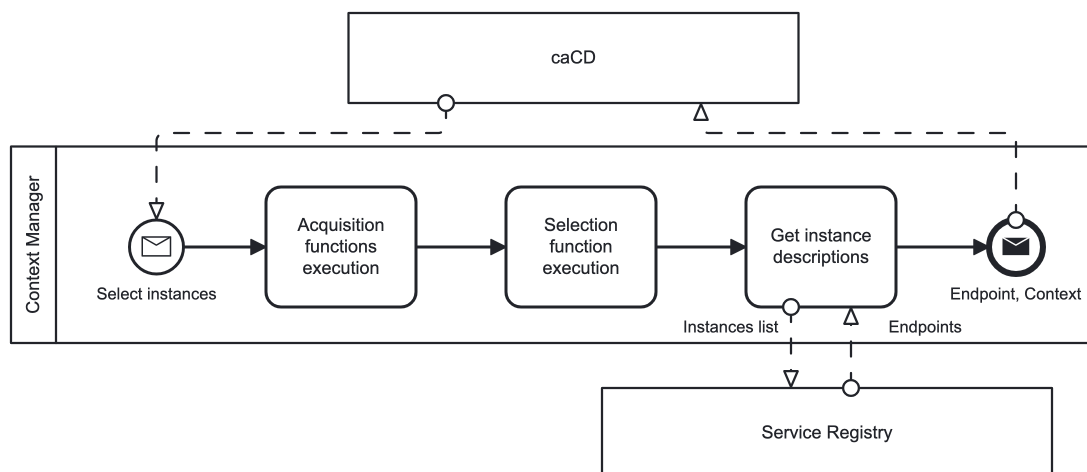 caCD
Context Manager
Acquisition
functions
execution
Selection
function
execution
Get instance
descriptions
Select instances
Endpoint, Context
Instances list
Endpoints
Service Registry